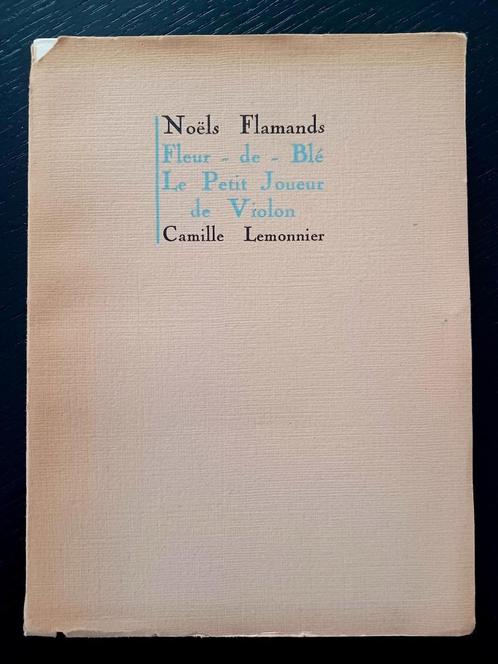 Noëls Flamands
Fleur - de - Blé
Le Petit Joueur
de Violon
Camille Lemonnier